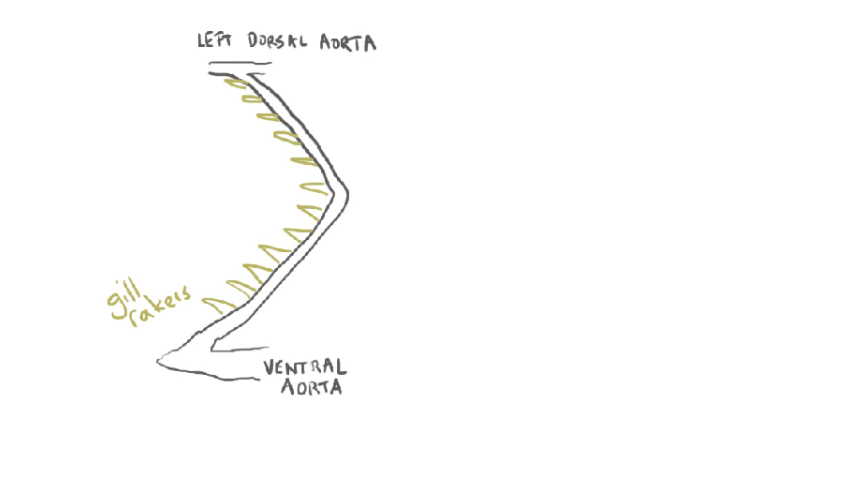 LEFT DORSAL AORTA
gill
rakers
VENTRAL
AORTA